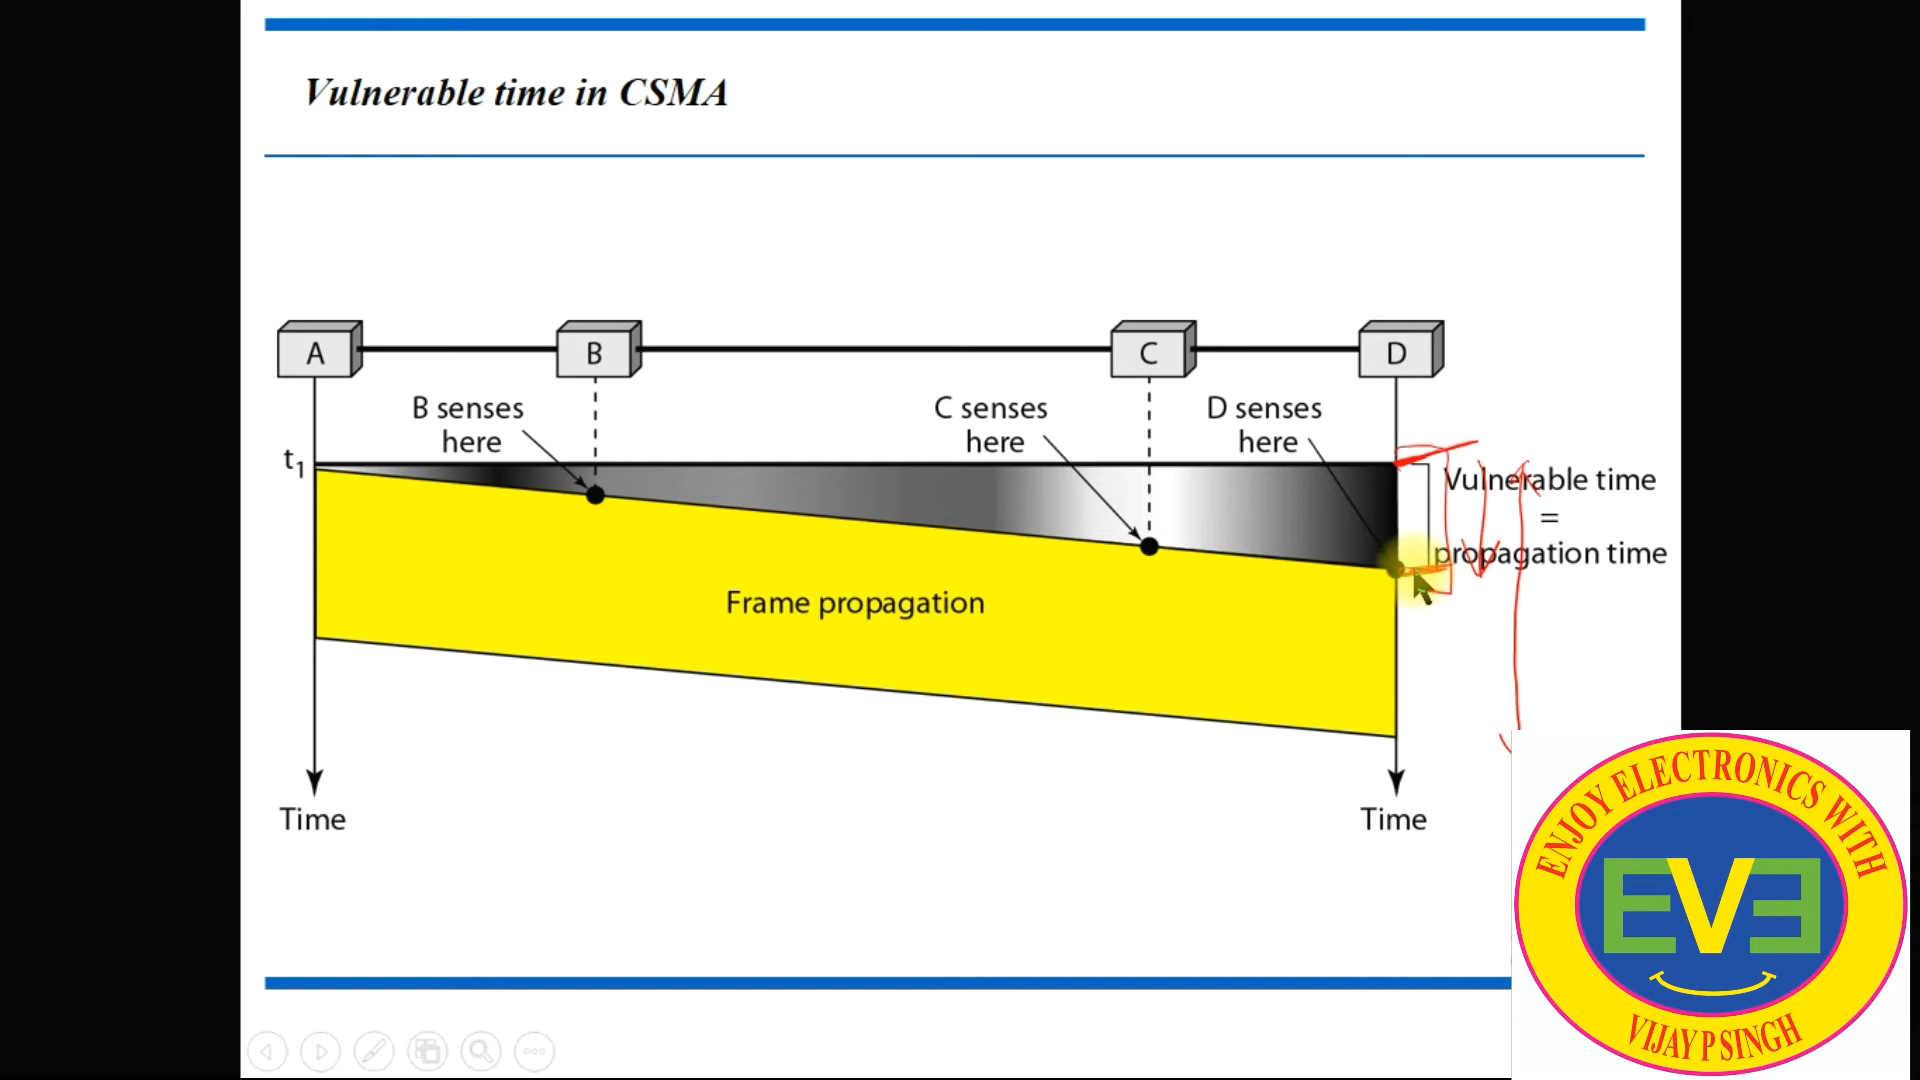 Vulnerable time in CSMA
A
B
C
D
B senses
here
C senses
here
D senses
here
t1
Vulnerable time
=
propagation time
Frame propagation
Time
Time
ENJOY ELECTRONICS WITH
EVE
VIJAY P SINGH